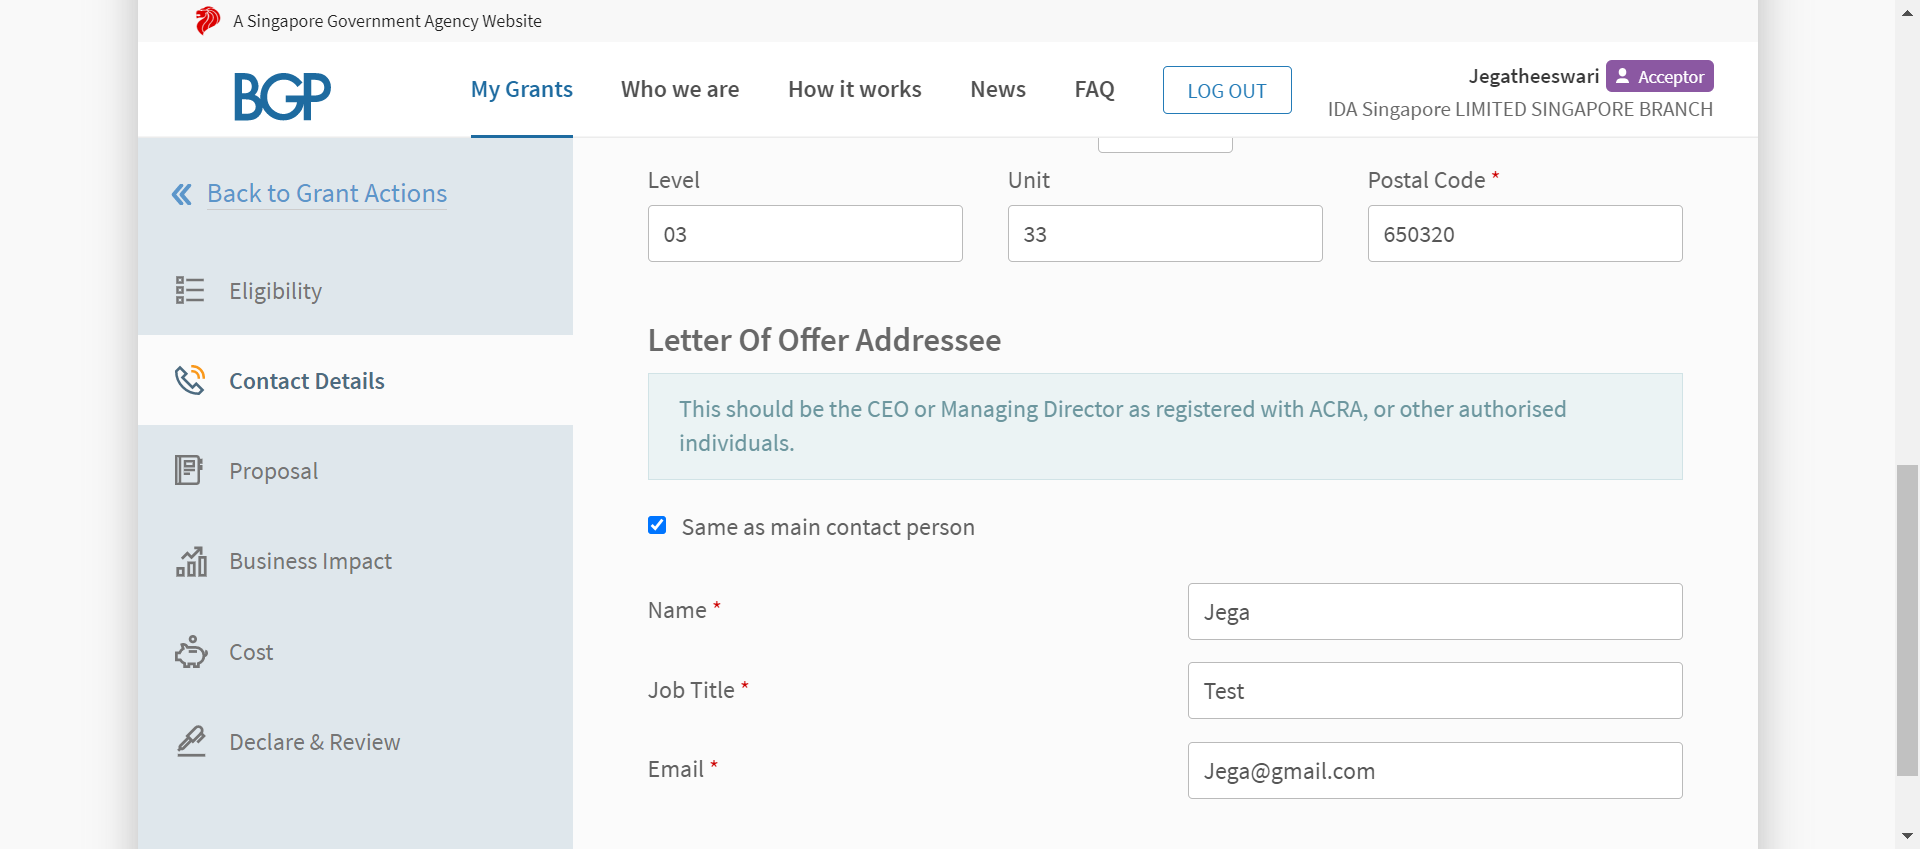 A Singapore Government Agency Website
BGP
My Grants
Who we are
How it works
News
FAQ
LOG OUT
Jegatheeswari
Acceptor
IDA Singapore LIMITED SINGAPORE BRANCH
Back to Grant Actions
Eligibility
Contact Details
Proposal
Business Impact
Cost
Declare & Review
Level
Unit
Postal Code *
03
33
650320
Letter Of Offer Addressee
This should be the CEO or Managing Director as registered with ACRA, or other authorised
individuals.
Same as main contact person
Name *
Jega
Job Title *
Test
Email *
Jega@gmail.com